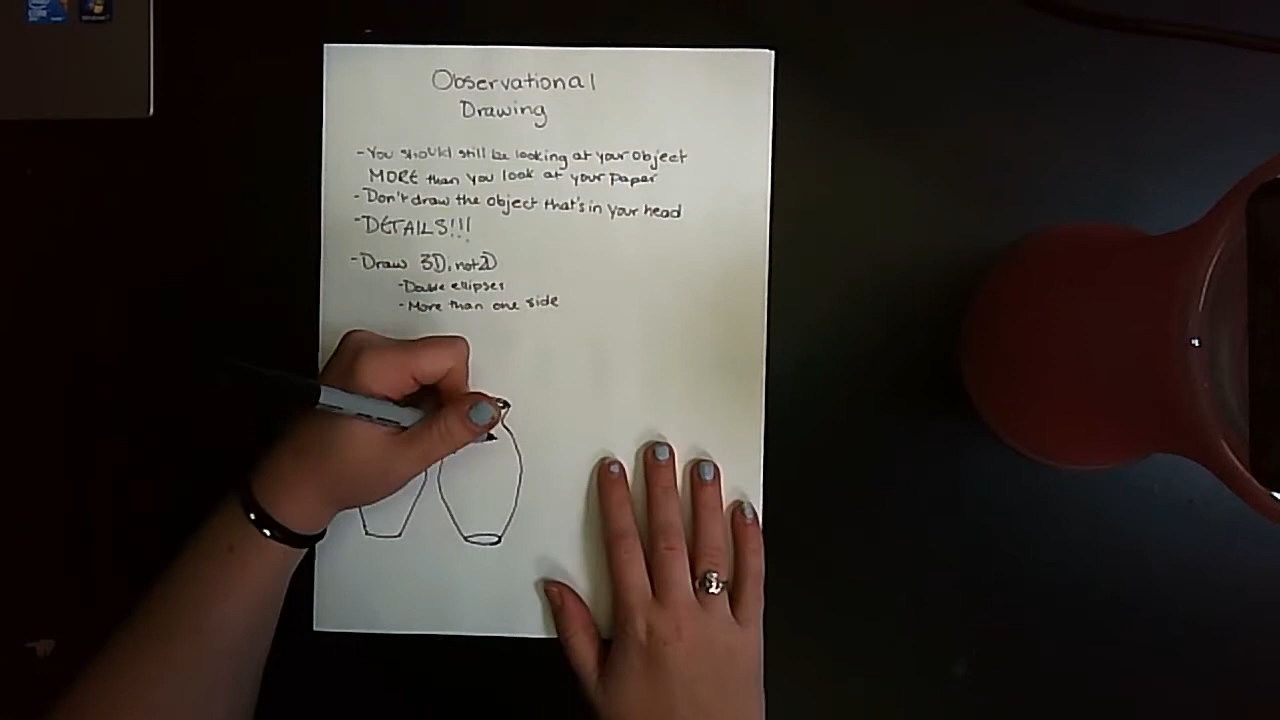 Observational
Drawing
- You should still be looking at your object
MORE than you look at your paper
- Don't draw the object that's in your head
- DETAILS!!!
- Draw 3D, not 2D
- Double ellipses
- More than one side